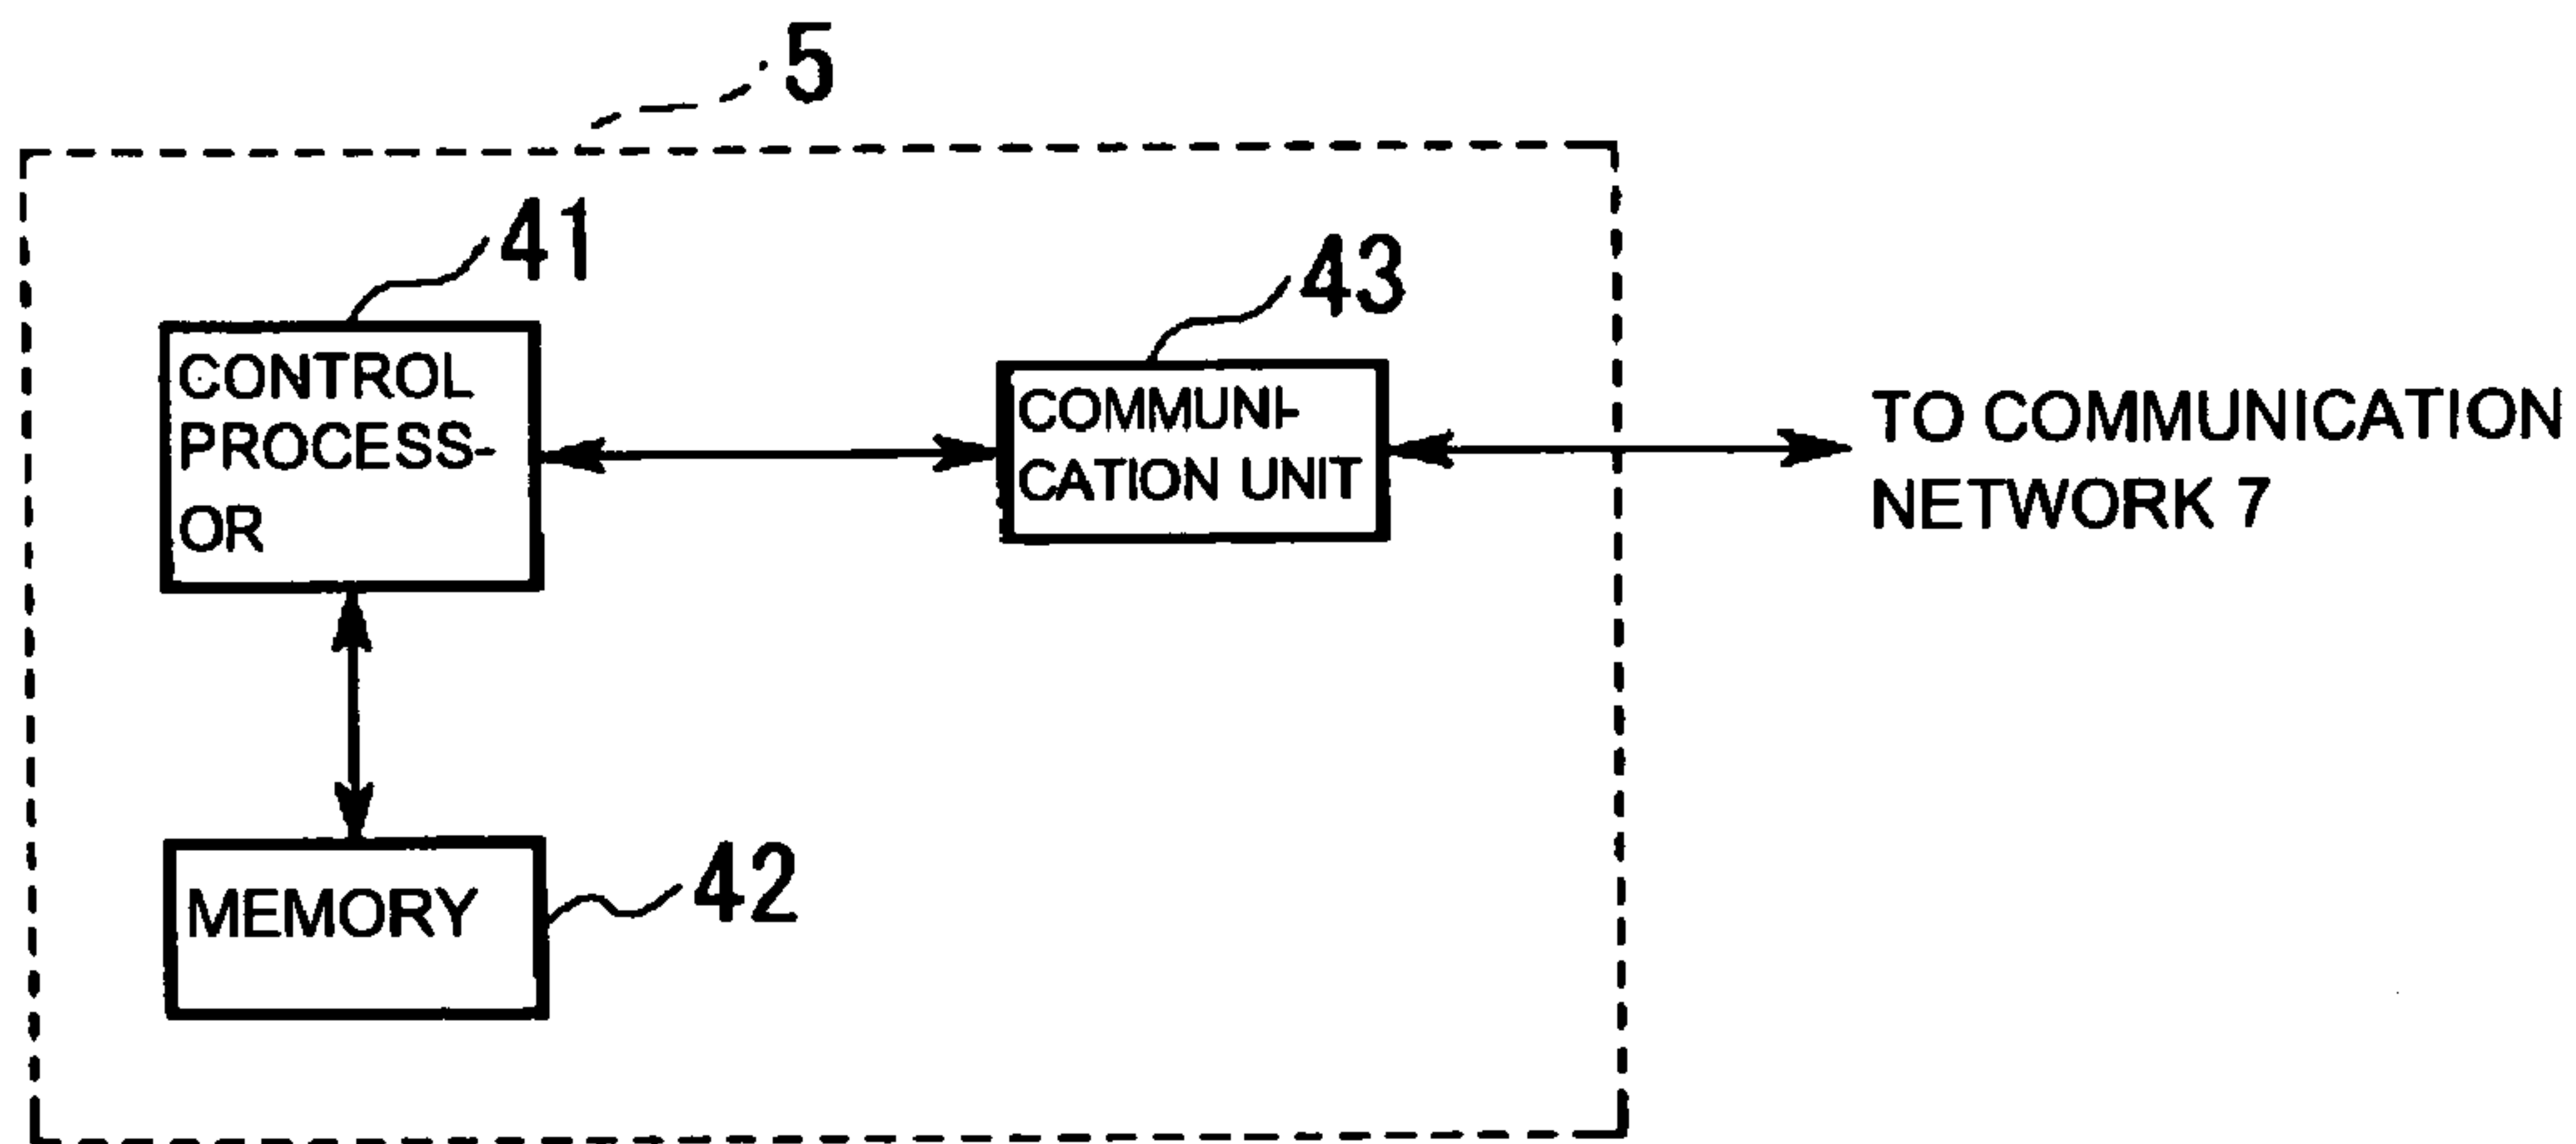 5
41
CONTROL
PROCESS-
OR
43
COMMUNI-
CATION UNIT
TO COMMUNICATION
NETWORK 7
MEMORY
42